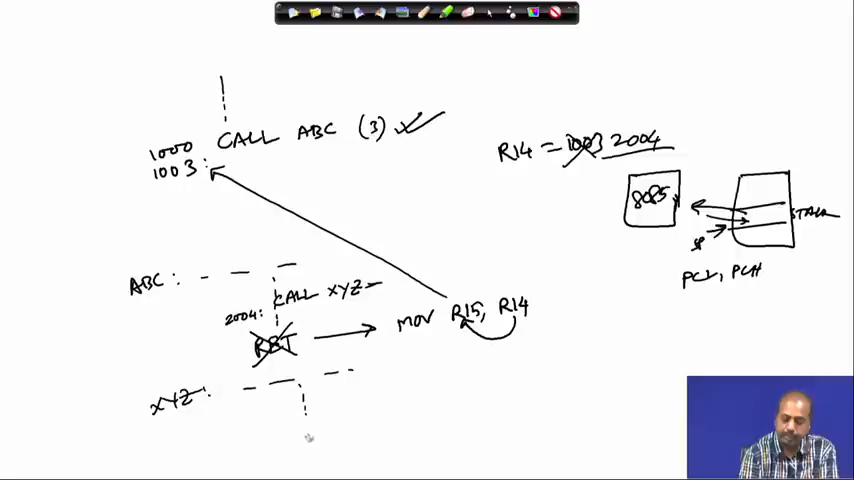 1000 CALL ABC (3)
1003:
R14 = 1003 2004
8085
STACK
SP
PCL, PCH
ABC:
CALL XYZ
2004:
RET
MOV R15, R14
XYZ: